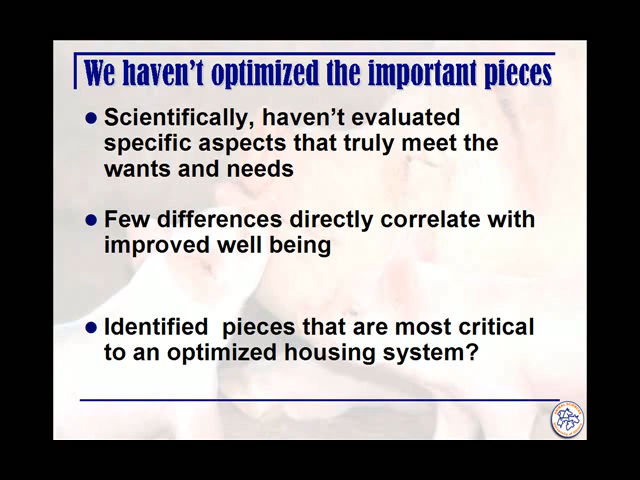 We haven't optimized the important pieces
Scientifically, haven't evaluated
specific aspects that truly meet the
wants and needs
Few differences directly correlate with
improved well being
Identified  pieces that are most critical
to an optimized housing system?